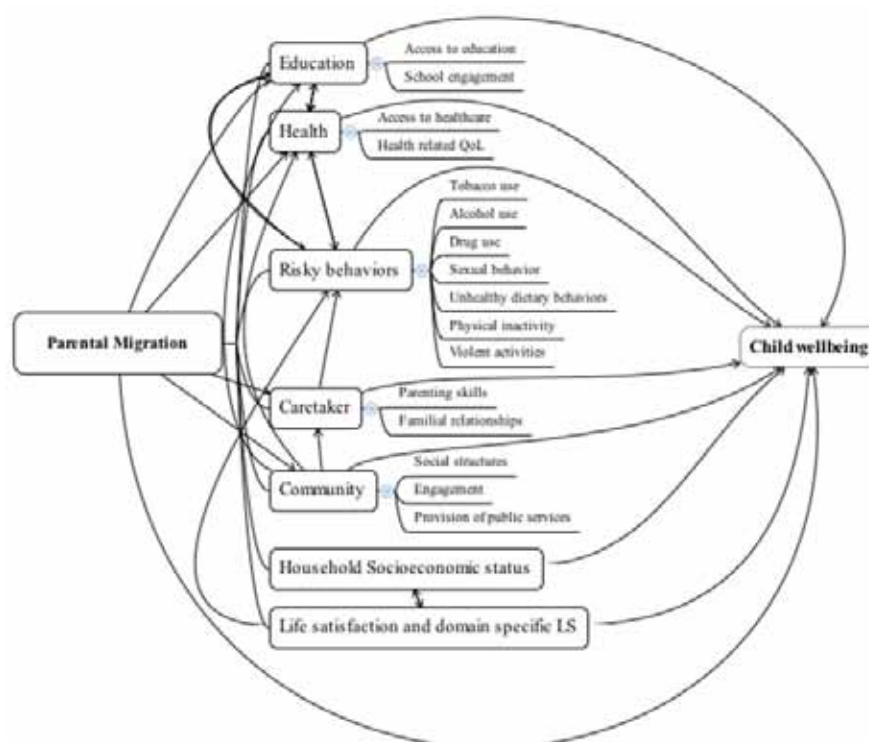 Education
Access to education
School engagement
Health
Access to healthcare
Health related QoL
Risky behaviors
Tobacco use
Alcohol use
Drug use
Sexual behavior
Unhealthy dietary behaviors
Physical inactivity
Violent activities
Parental Migration
Child wellbeing
Caretaker
Parenting skills
Familial relationships
Community
Social structures
Engagement
Provision of public services
Household Socioeconomic status
Life satisfaction and domain specific LS